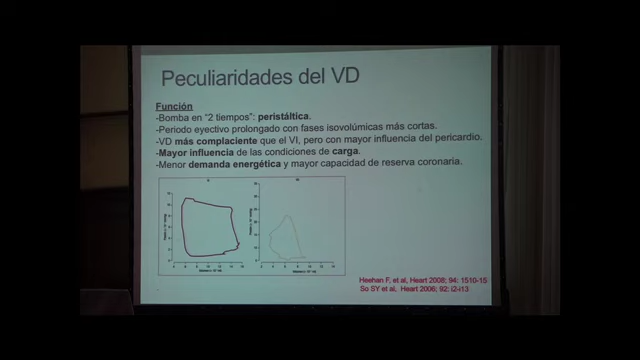 Peculiaridades del VD
Función
-Bomba en "2 tiempos": peristáltica.
-Periodo eyectivo prolongado con fases isovolúmicas más cortas.
-VD más complaciente que el VI, pero con mayor influencia del pericardio.
-Mayor influencia de las condiciones de carga.
-Menor demanda energética y mayor capacidad de reserva coronaria.
Heehan F, et al, Heart 2008; 94: 1510-15
So SY et al, Heart 2006; 92; i2-i13